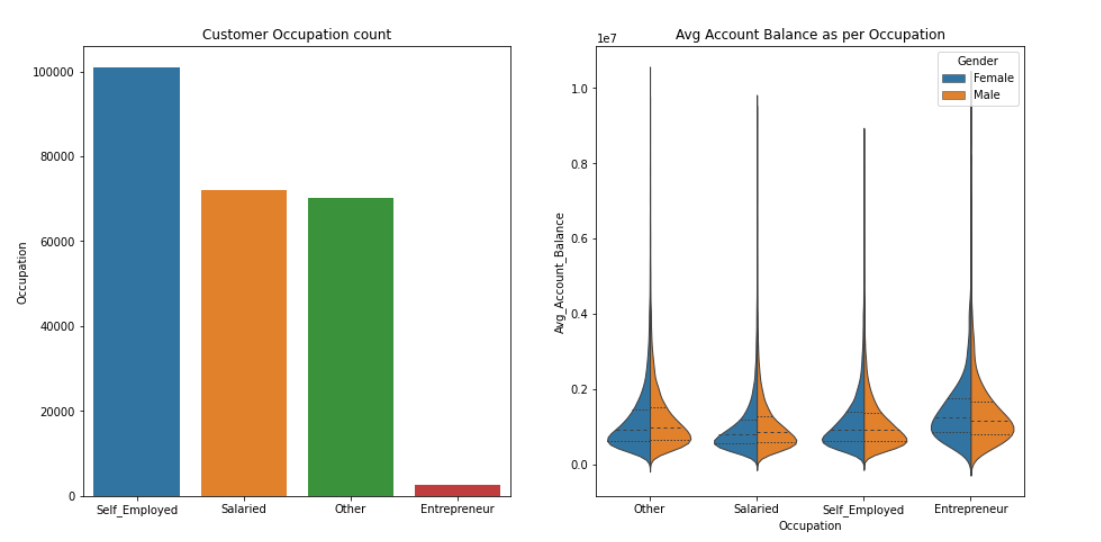 Customer Occupation count
100000
80000
60000
40000
20000
0
Occupation
Self_Employed
Salaried
Other
Entrepreneur
Avg Account Balance as per Occupation
1e7
1.0
0.8
0.6
0.4
0.2
0.0
Avg_Account_Balance
Gender
Female
Male
Other
Salaried
Self_Employed
Entrepreneur
Occupation